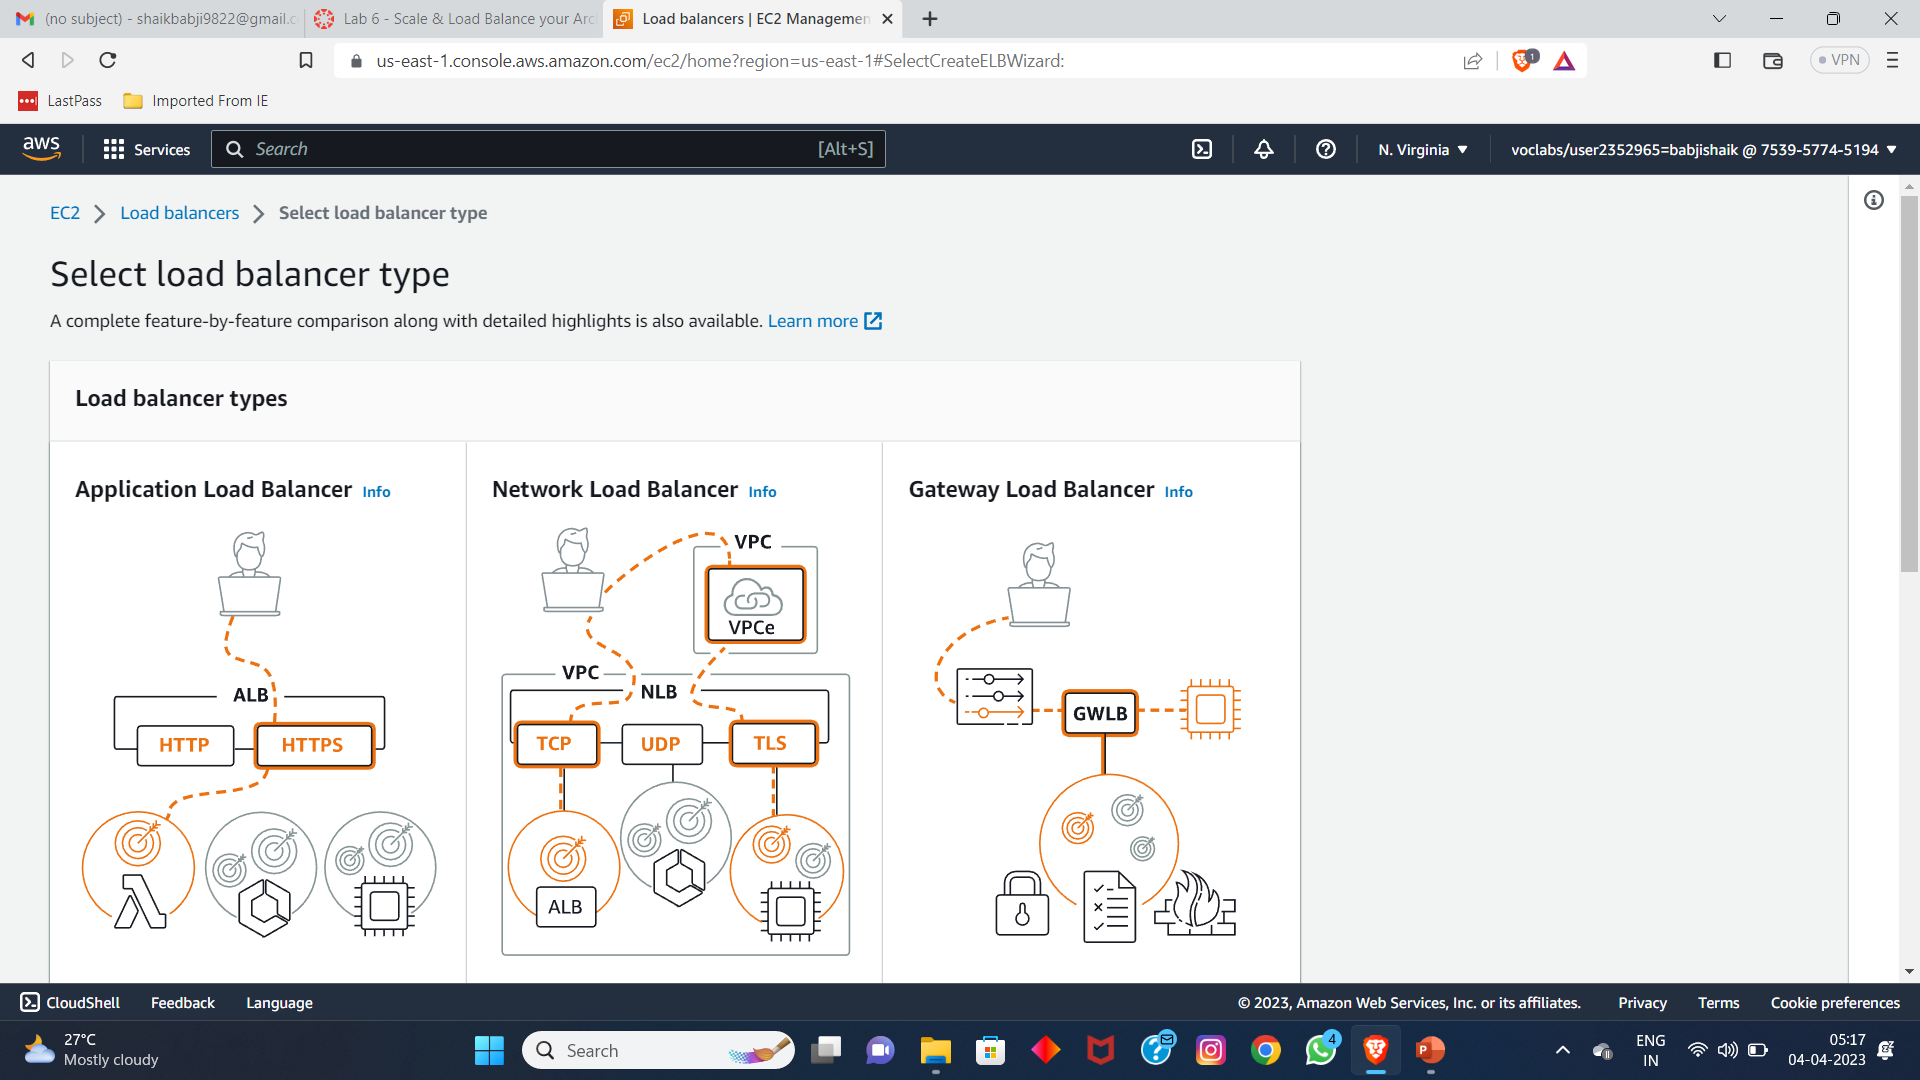 (no subject) - shaikbabji9822@gmail.c
Lab 6 - Scale & Load Balance your Arc
Load balancers | EC2 Managemen
us-east-1.console.aws.amazon.com/ec2/home?region=us-east-1#SelectCreateELBWizard:
1
VPN
LastPass
Imported From IE
aws
Services
Search
[Alt+S]
N. Virginia
voclabs/user2352965=babjishaik @ 7539-5774-5194
EC2
Load balancers
Select load balancer type
Select load balancer type
A complete feature-by-feature comparison along with detailed highlights is also available. Learn more
Load balancer types
Application Load Balancer Info
Network Load Balancer Info
Gateway Load Balancer Info
ALB
HTTP
HTTPS
VPC
VPCe
VPC
NLB
TCP
UDP
TLS
ALB
GWLB
CloudShell
Feedback
Language
© 2023, Amazon Web Services, Inc. or its affiliates.
Privacy
Terms
Cookie preferences
27°C
Mostly cloudy
Search
4
ENG
IN
05:17
04-04-2023